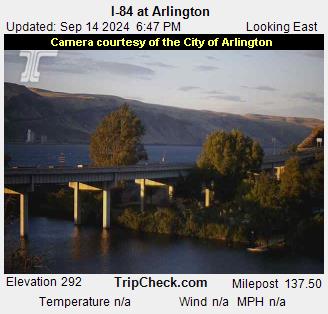 I-84 at Arlington
Updated: Sep 14 2024 6:47 PM Looking East
Camera courtesy of the City of Arlington
Elevation 292 TripCheck.com Milepost 137.50
Temperature n/a Wind n/a MPH n/a